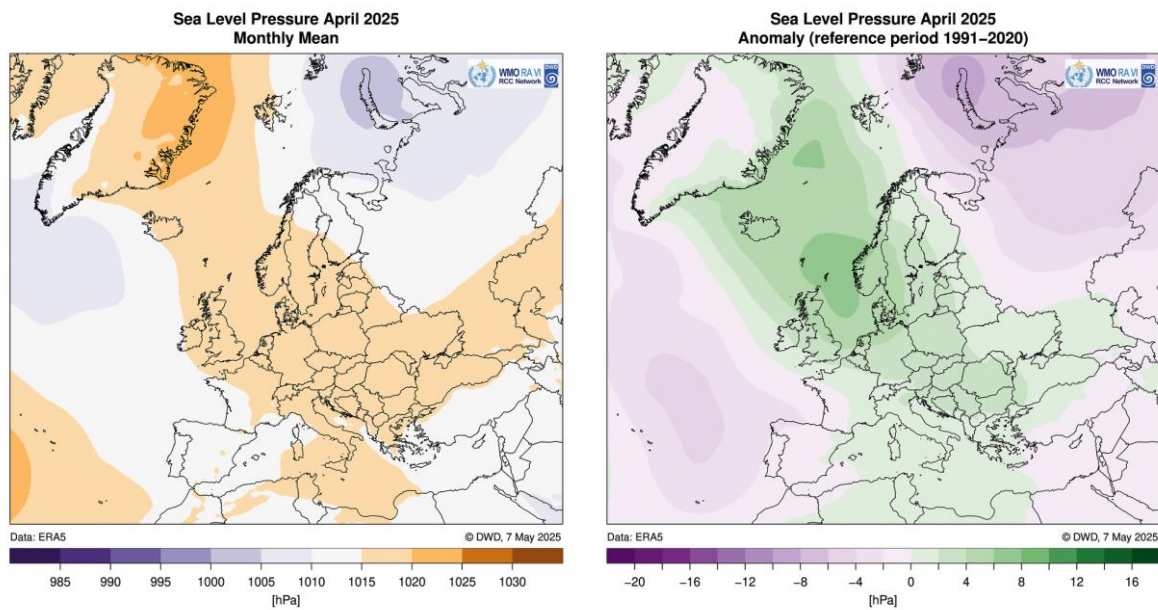 Sea Level Pressure April 2025
Monthly Mean
WMO RA VI
RCC Network
DWD
Data: ERA5
© DWD, 7 May 2025
985 990 995 1000 1005 1010 1015 1020 1025 1030
[hPa]
Sea Level Pressure April 2025
Anomaly (reference period 1991−2020)
WMO RA VI
RCC Network
DWD
Data: ERA5
© DWD, 7 May 2025
−20 −16 −12 −8 −4 0 4 8 12 16
[hPa]